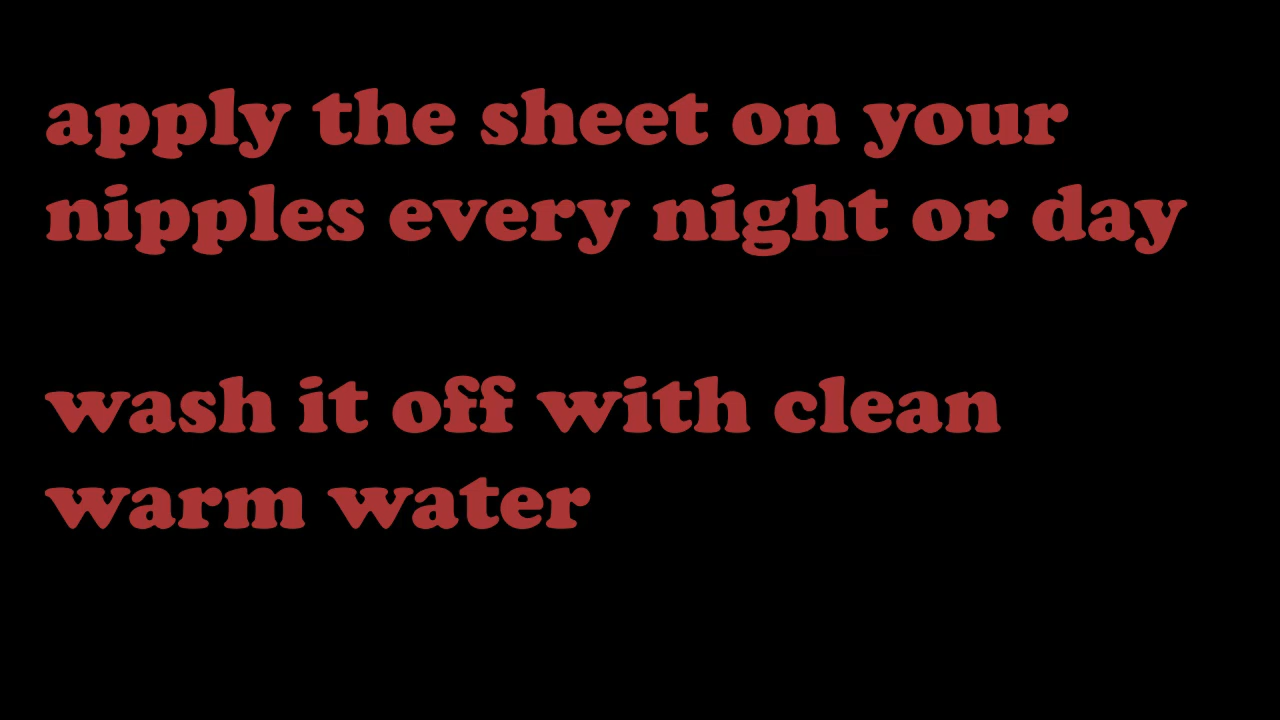 apply the sheet on your
nipples every night or day
wash it off with clean
warm water